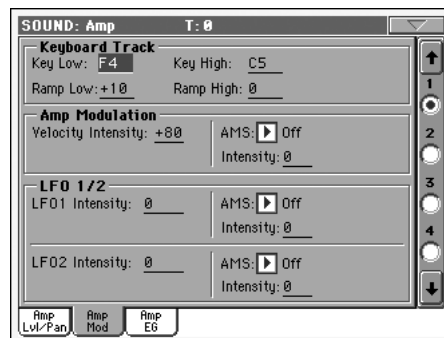 SOUND: Amp T: 0
Keyboard Track
Key Low: F4 Key High: C5
Ramp Low: +10 Ramp High: 0
Amp Modulation
Velocity Intensity: +80 AMS: Off
Intensity: 0
LFO 1/2
LFO1 Intensity: 0 AMS: Off
Intensity: 0
LFO2 Intensity: 0 AMS: Off
Intensity: 0
1
2
3
4
Amp Lvl/Pan
Amp Mod
Amp EG